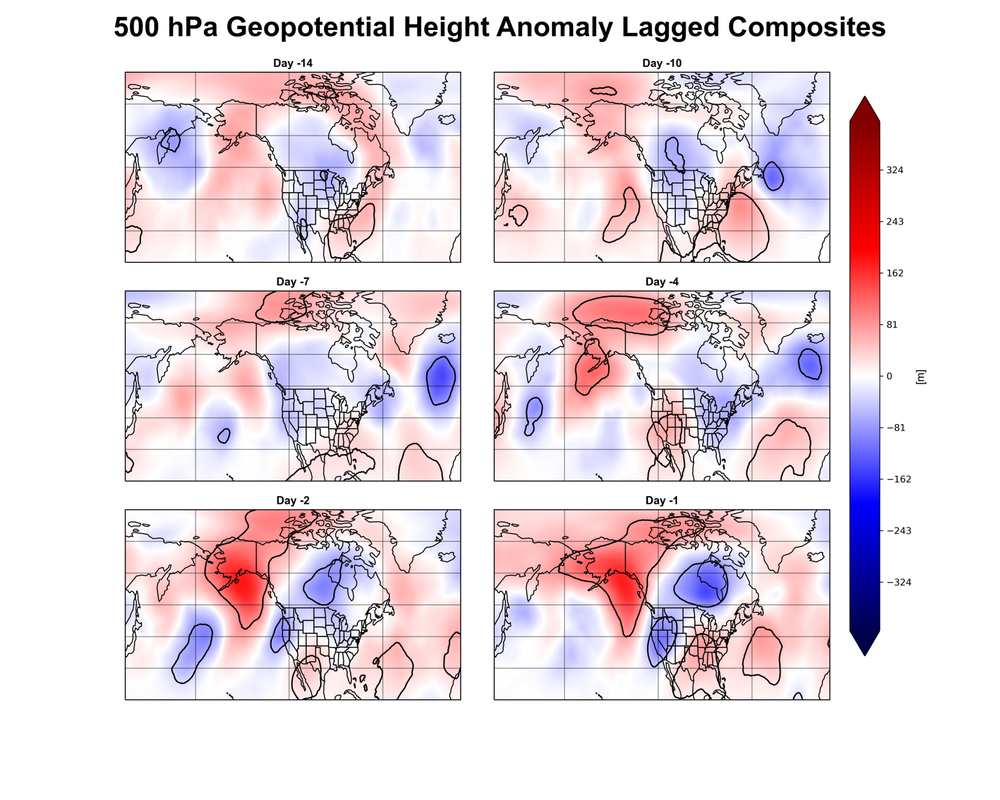 500 hPa Geopotential Height Anomaly Lagged Composites
Day -14
Day -10
Day -7
Day -4
Day -2
Day -1
324
243
162
81
0
−81
−162
−243
−324
[m]